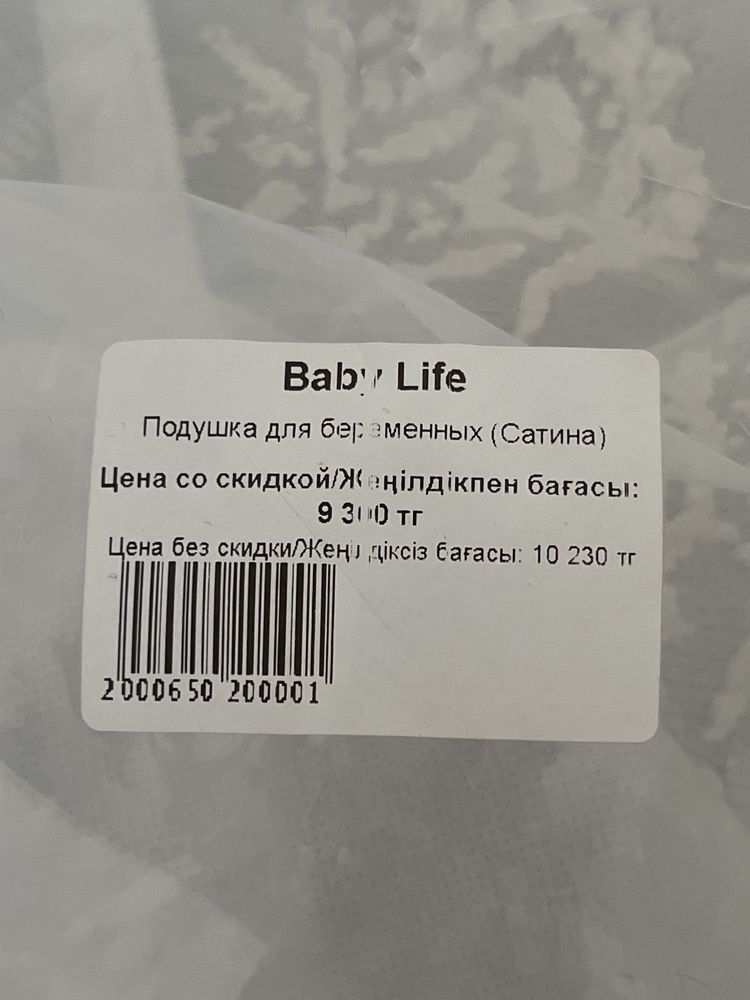 Baby Life
Подушка для беременных (Сатина)
Цена со скидкой/Жеңілдікпен бағасы:
9 300 тг
Цена без скидки/Жеңілдіксіз бағасы: 10 230 тг
2000650 200001